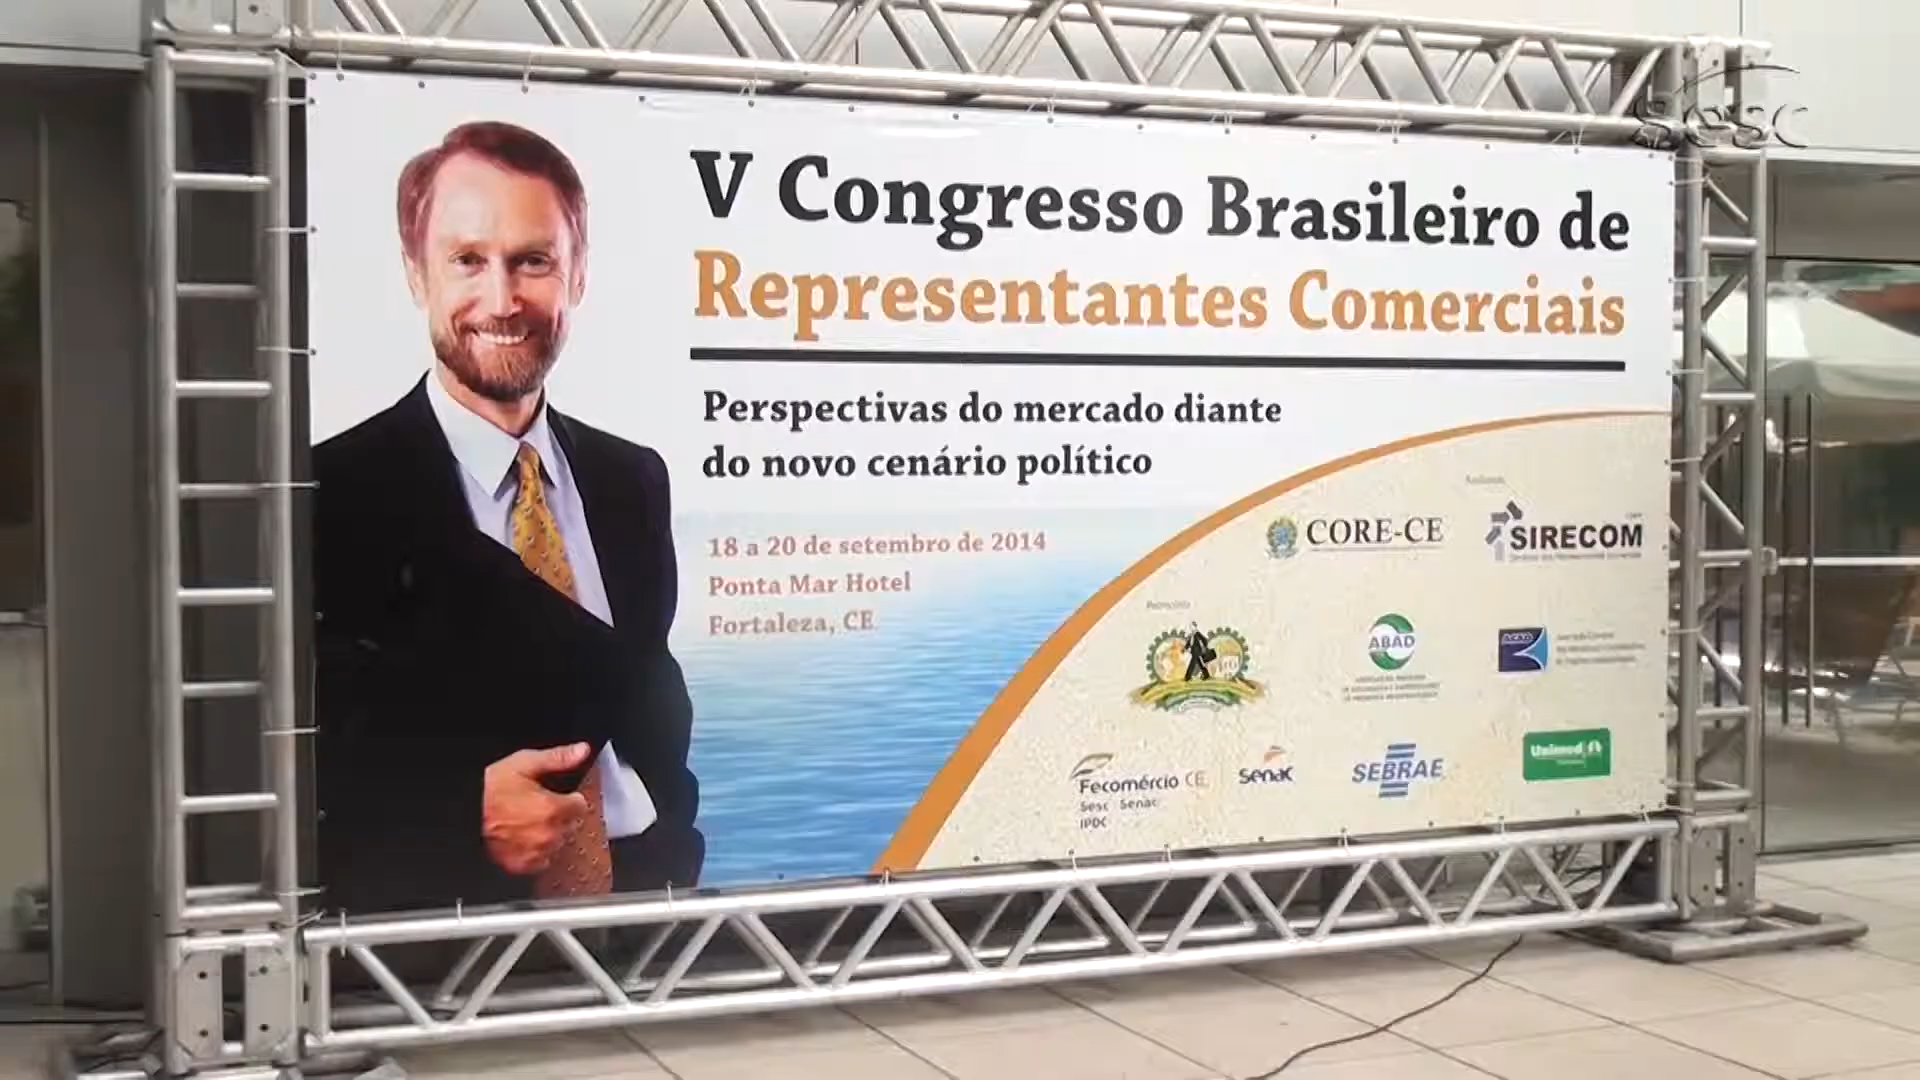 sesc
V Congresso Brasileiro de
Representantes Comerciais
Perspectivas do mercado diante
do novo cenário político
18 a 20 de setembro de 2014
Ponta Mar Hotel
Fortaleza, CE
CORE-CE
SIRECOM
ABAD
Fecomércio CE
Sesc Senac
IPDC
Senac
SEBRAE
Unimed